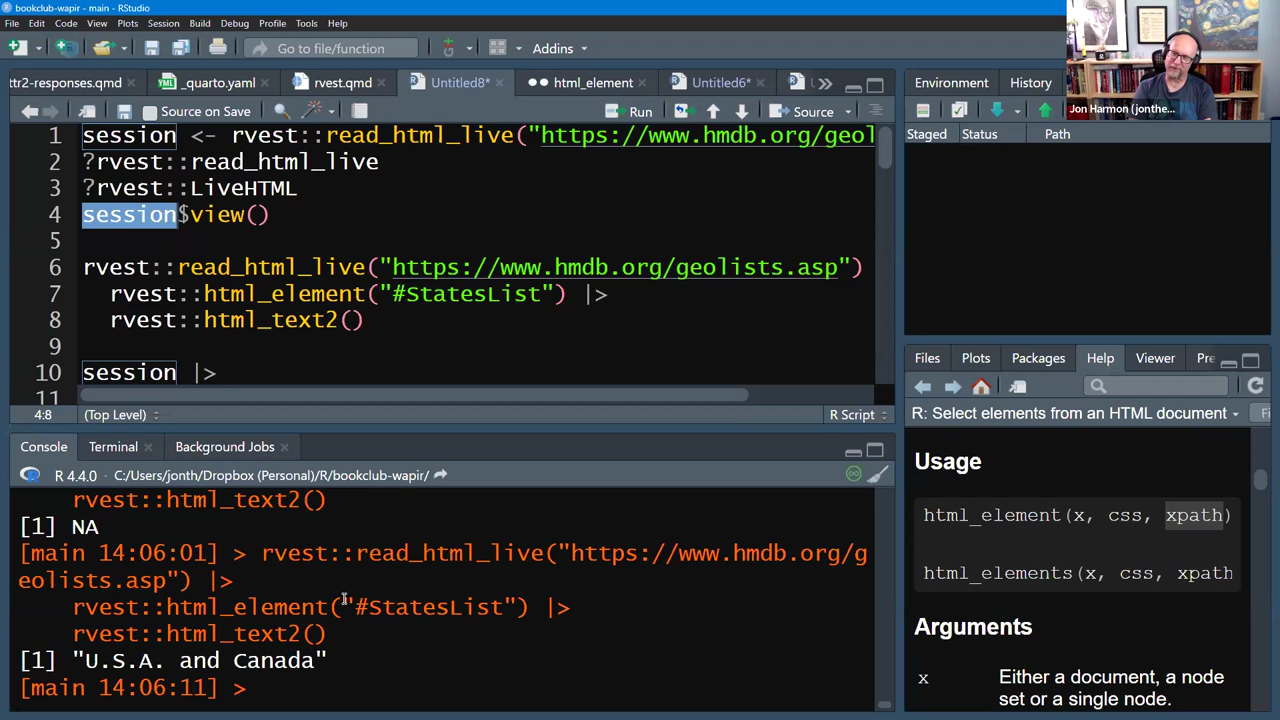 bookclub-wapir - main - RStudio
File Edit Code View Plots Session Build Debug Profile Tools Help
Go to file/function Addins
ttr2-responses.qmd _quarto.yaml rvest.qmd Untitled8* html_element Untitled6*
Source on Save Run Source
1 session <- rvest::read_html_live("https://www.hmdb.org/geol
2 ?rvest::read_html_live
3 ?rvest::LiveHTML
4 session$view()
5
6 rvest::read_html_live("https://www.hmdb.org/geolists.asp")
7 rvest::html_element("#StatesList") |>
8 rvest::html_text2()
9
10 session |>
11
4:8 (Top Level) R Script
Console Terminal Background Jobs
R 4.4.0 · C:/Users/jonth/Dropbox (Personal)/R/bookclub-wapir/
rvest::html_text2()
[1] NA
[main 14:06:01] > rvest::read_html_live("https://www.hmdb.org/g
eolists.asp") |>
rvest::html_element("#StatesList") |>
rvest::html_text2()
[1] "U.S.A. and Canada"
[main 14:06:11] >
Jon Harmon (jonthe...
Environment History
Staged Status Path
Files Plots Packages Help Viewer Pre
R: Select elements from an HTML document Fi
Usage
html_element(x, css, xpath)
html_elements(x, css, xpath
Arguments
x Either a document, a node
set or a single node.